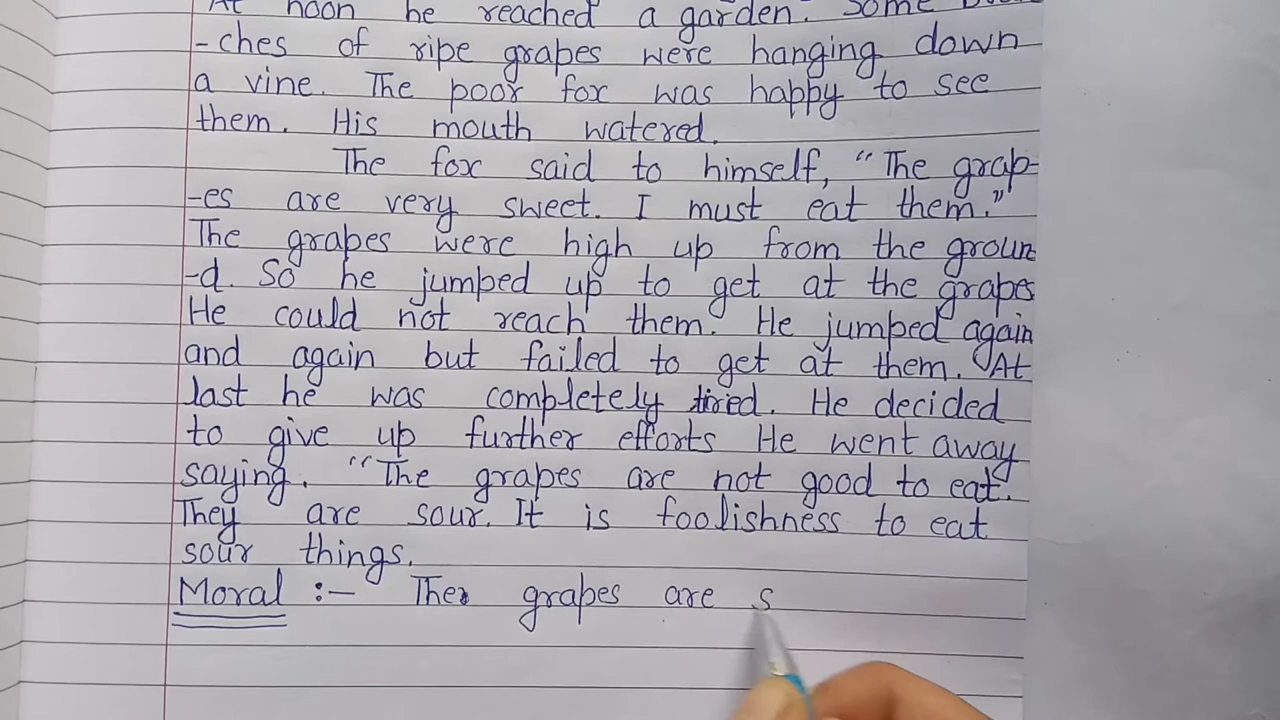 At noon he reached a garden. Some
-ches of ripe grapes were hanging down
a vine. The poor fox was happy to see
them. His mouth watered.
The fox said to himself, "The grap-
-es are very sweet. I must eat them."
The grapes were high up from the groun
-d. So he jumped up to get at the grapes
He could not reach them. He jumped again
and again but failed to get at them. At
last he was completely tired. He decided
to give up further efforts He went away
saying. "The grapes are not good to eat.
They are sour. It is foolishness to eat
sour things.
Moral :- The grapes are s